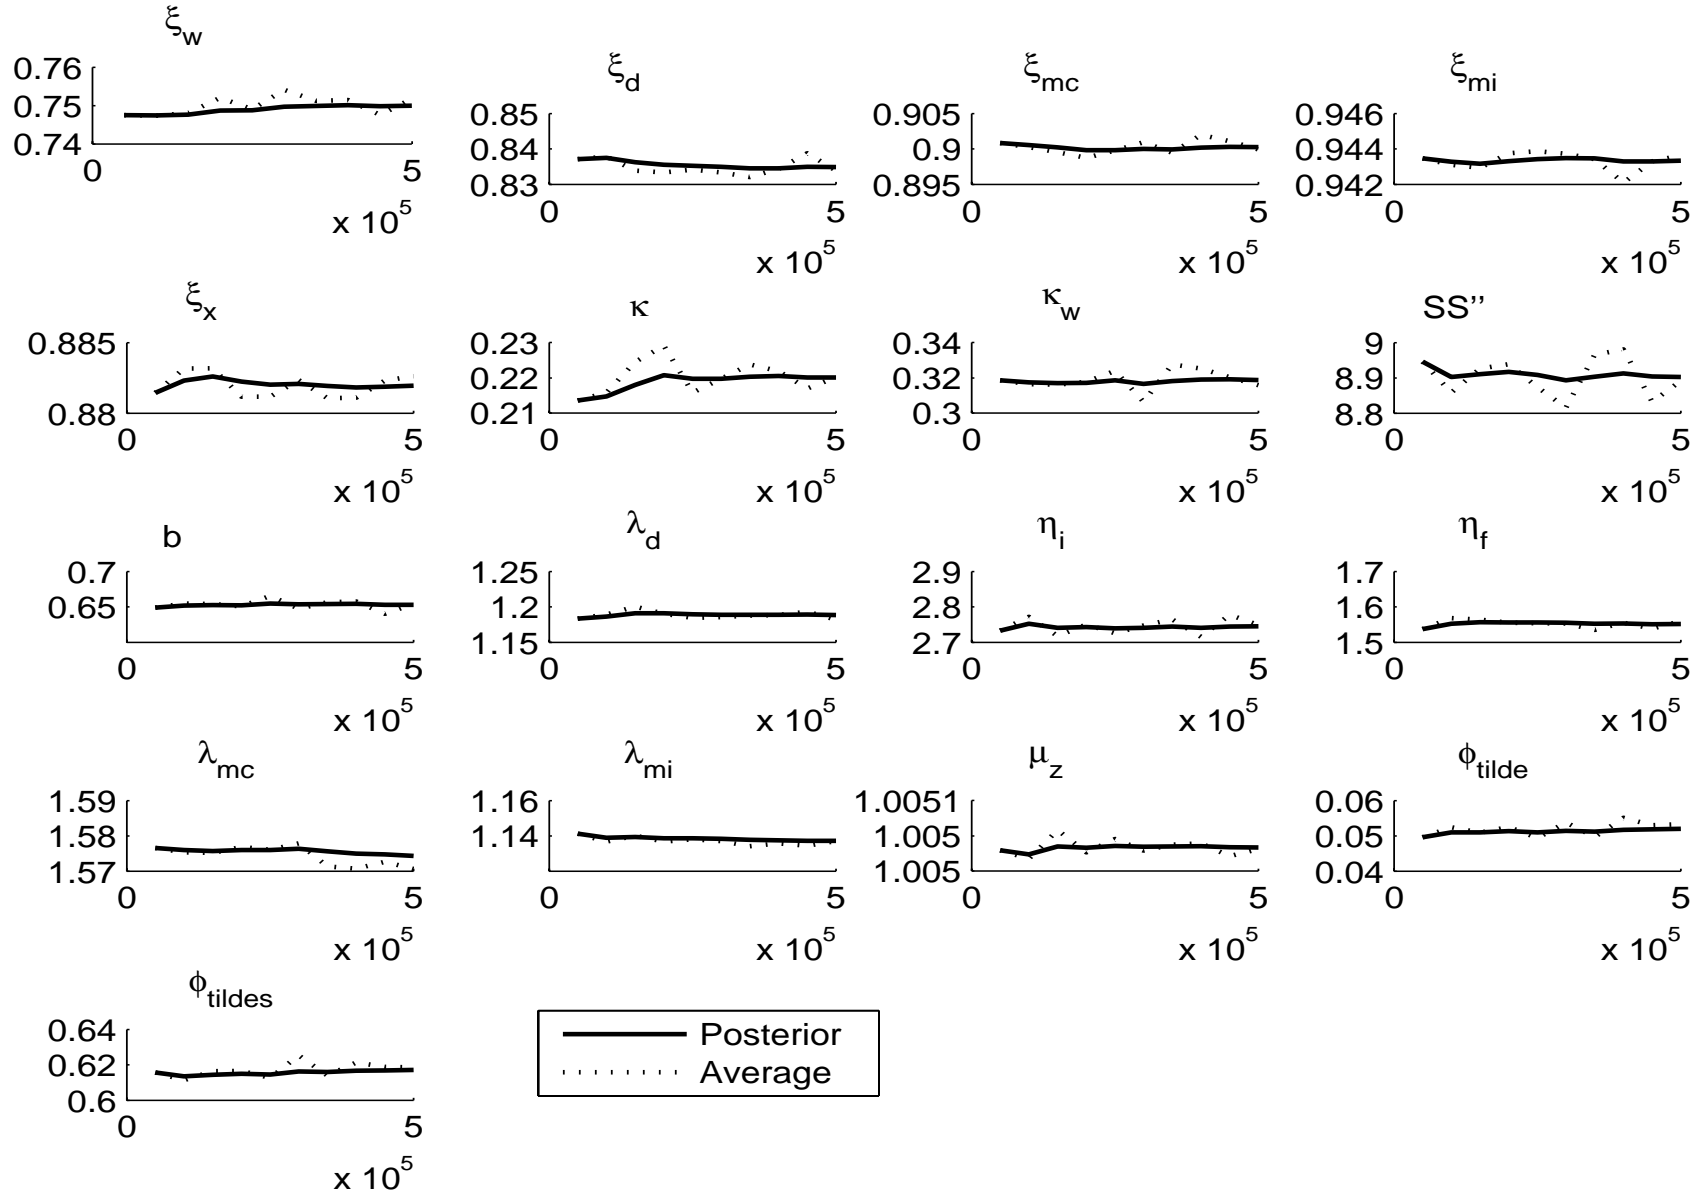 ξw
0.76
0.75
0.74
0 5
x 10^5
ξd
0.85
0.84
0.83
0 5
x 10^5
ξmc
0.905
0.9
0.895
0 5
x 10^5
ξmi
0.946
0.944
0.942
0 5
x 10^5
ξx
0.885
0.88
0 5
x 10^5
κ
0.23
0.22
0.21
0 5
x 10^5
κw
0.34
0.32
0.3
0 5
x 10^5
SS''
9
8.9
8.8
0 5
x 10^5
b
0.7
0.65
0 5
x 10^5
λd
1.25
1.2
1.15
0 5
x 10^5
ηi
2.9
2.8
2.7
0 5
x 10^5
ηf
1.7
1.6
1.5
0 5
x 10^5
λmc
1.59
1.58
1.57
0 5
x 10^5
λmi
1.16
1.14
0 5
x 10^5
μz
1.0051
1.005
1.005
0 5
x 10^5
ϕtilde
0.06
0.05
0.04
0 5
x 10^5
ϕtildes
0.64
0.62
0.6
0 5
x 10^5
Posterior
Average